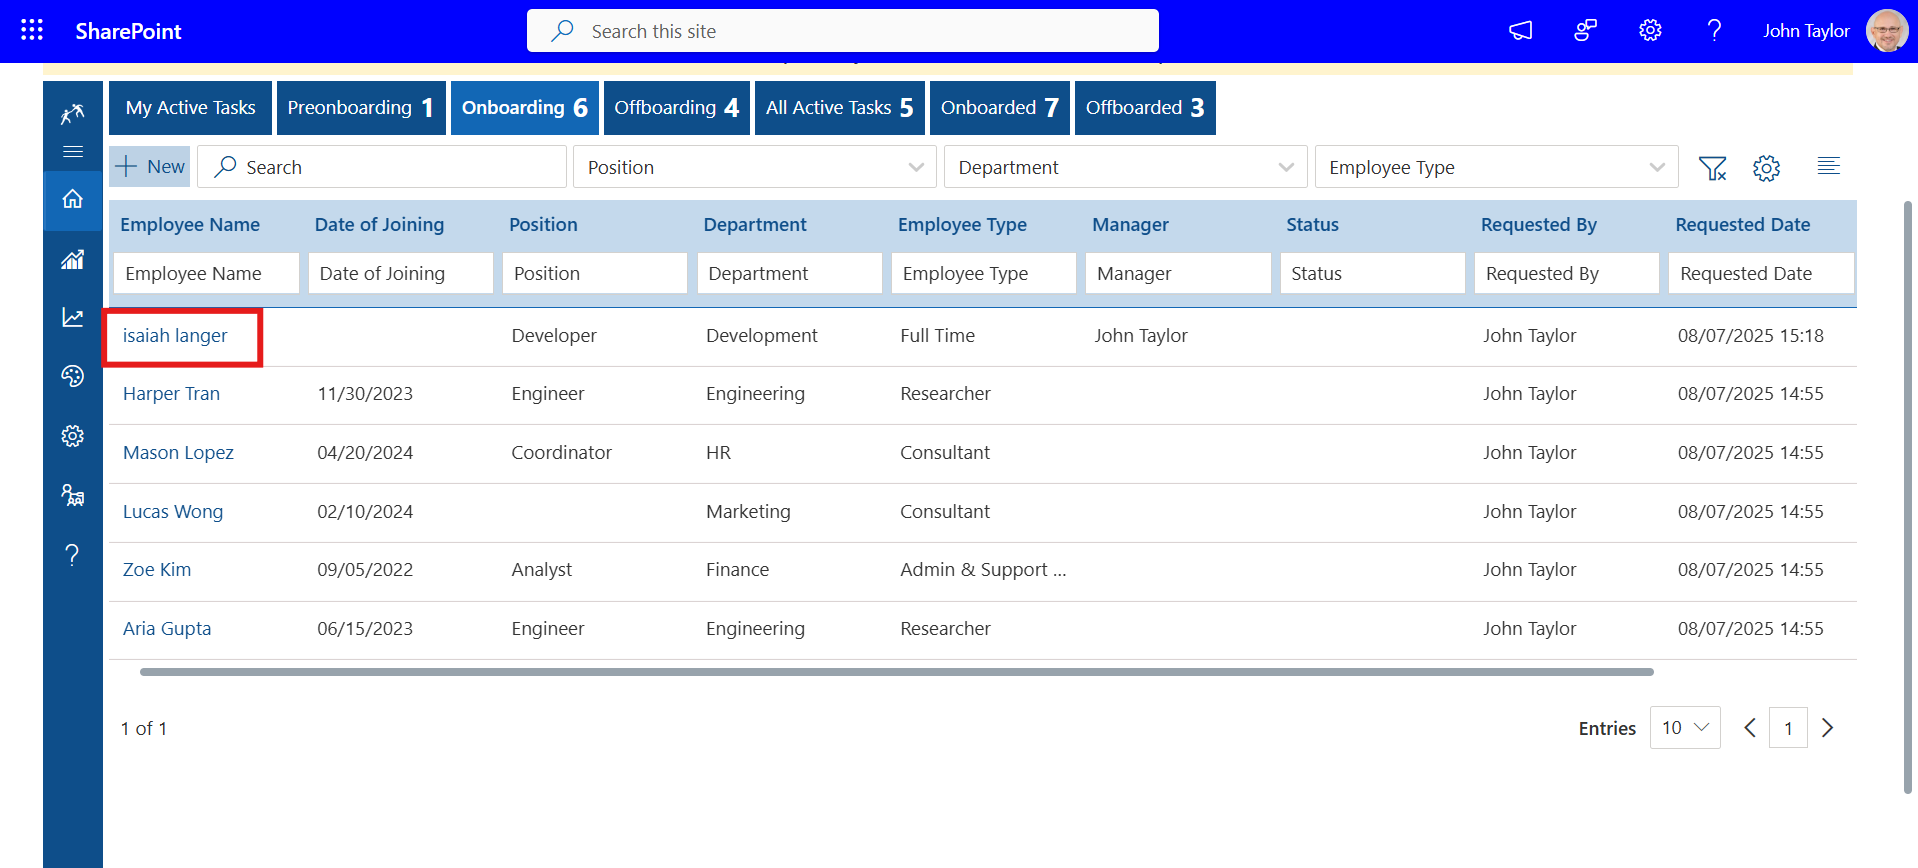 SharePoint
Search this site
John Taylor
My Active Tasks
Preonboarding 1
Onboarding 6
Offboarding 4
All Active Tasks 5
Onboarded 7
Offboarded 3
New
Search
Position
Department
Employee Type
Employee Name Date of Joining Position Department Employee Type Manager Status Requested By Requested Date
Employee Name Date of Joining Position Department Employee Type Manager Status Requested By Requested Date
isaiah langer Developer Development Full Time John Taylor John Taylor 08/07/2025 15:18
Harper Tran 11/30/2023 Engineer Engineering Researcher John Taylor 08/07/2025 14:55
Mason Lopez 04/20/2024 Coordinator HR Consultant John Taylor 08/07/2025 14:55
Lucas Wong 02/10/2024 Marketing Consultant John Taylor 08/07/2025 14:55
Zoe Kim 09/05/2022 Analyst Finance Admin & Support ... John Taylor 08/07/2025 14:55
Aria Gupta 06/15/2023 Engineer Engineering Researcher John Taylor 08/07/2025 14:55
1 of 1
Entries 10 1